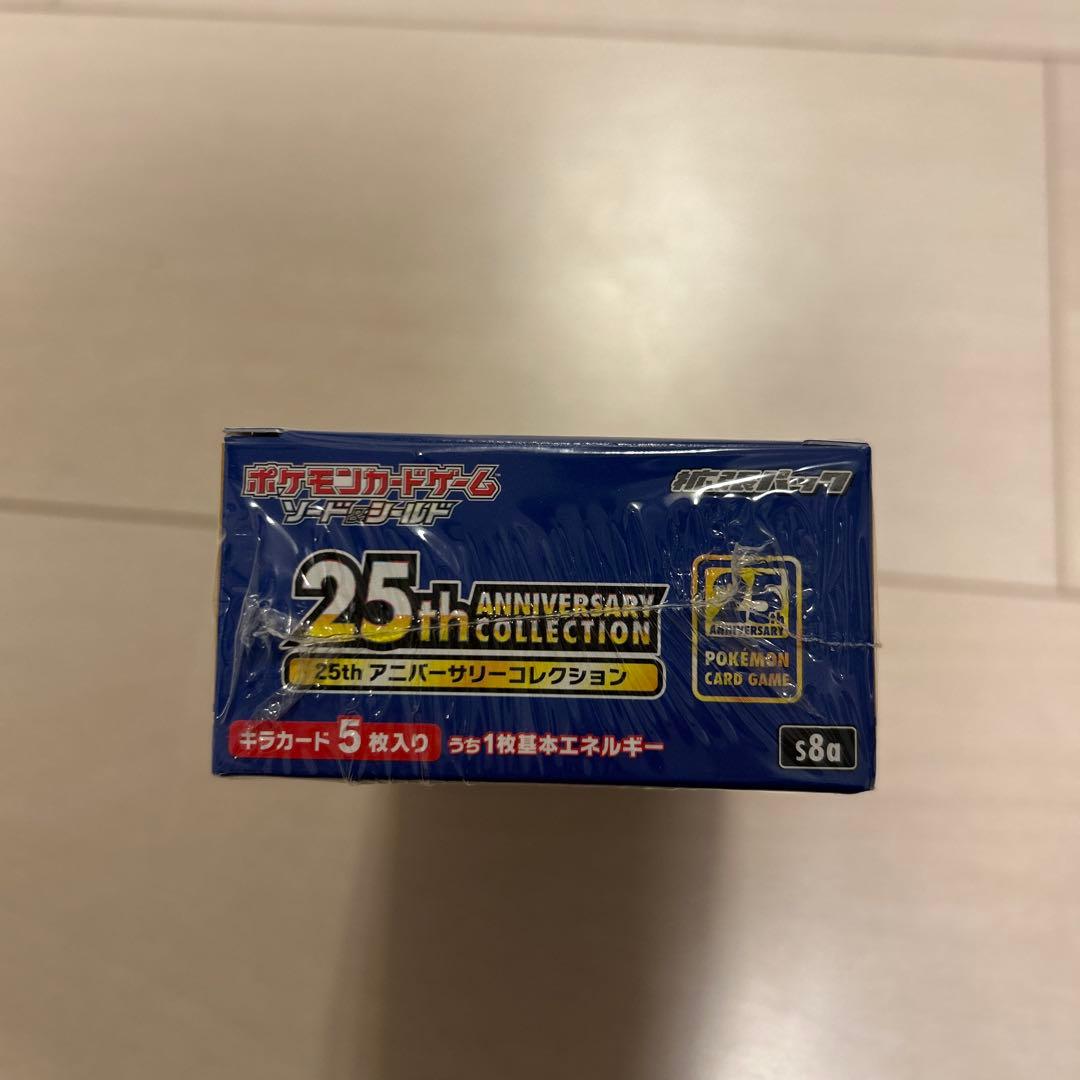 ポケモンカードゲーム
ソード&シールド
拡張パック
25th ANNIVERSARY COLLECTION
25th アニバーサリーコレクション
25th
ANNIVERSARY
POKÉMON
CARD GAME
キラカード5枚入り うち1枚基本エネルギー
s8a